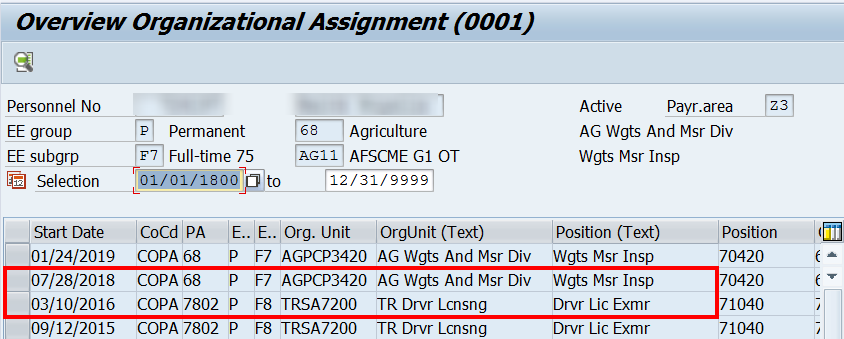 Overview Organizational Assignment (0001)
Personnel No Active Payr.area Z3
EE group P Permanent 68 Agriculture AG Wgts And Msr Div
EE subgrp F7 Full-time 75 AG11 AFSCME G1 OT Wgts Msr Insp
12 Selection 01/01/1800 to 12/31/9999
Start Date CoCd PA E.. E.. Org. Unit OrgUnit (Text) Position (Text) Position
01/24/2019 COPA 68 P F7 AGPCP3420 AG Wgts And Msr Div Wgts Msr Insp 70420 6
07/28/2018 COPA 68 P F7 AGPCP3420 AG Wgts And Msr Div Wgts Msr Insp 70420 6
03/10/2016 COPA 7802 P F8 TRSA7200 TR Drvr Lcnsng Drvr Lic Exmr 71040 7
09/12/2015 COPA 7802 P F8 TRSA7200 TR Drvr Lcnsng Drvr Lic Exmr 71040 7